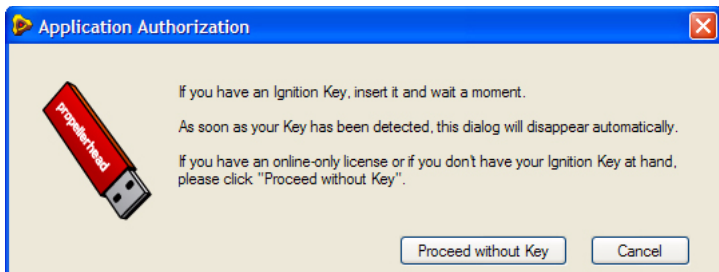 Application Authorization
propellerhead
If you have an Ignition Key, insert it and wait a moment.
As soon as your Key has been detected, this dialog will disappear automatically.
If you have an online-only license or if you don't have your Ignition Key at hand,
please click "Proceed without Key".
Proceed without Key
Cancel